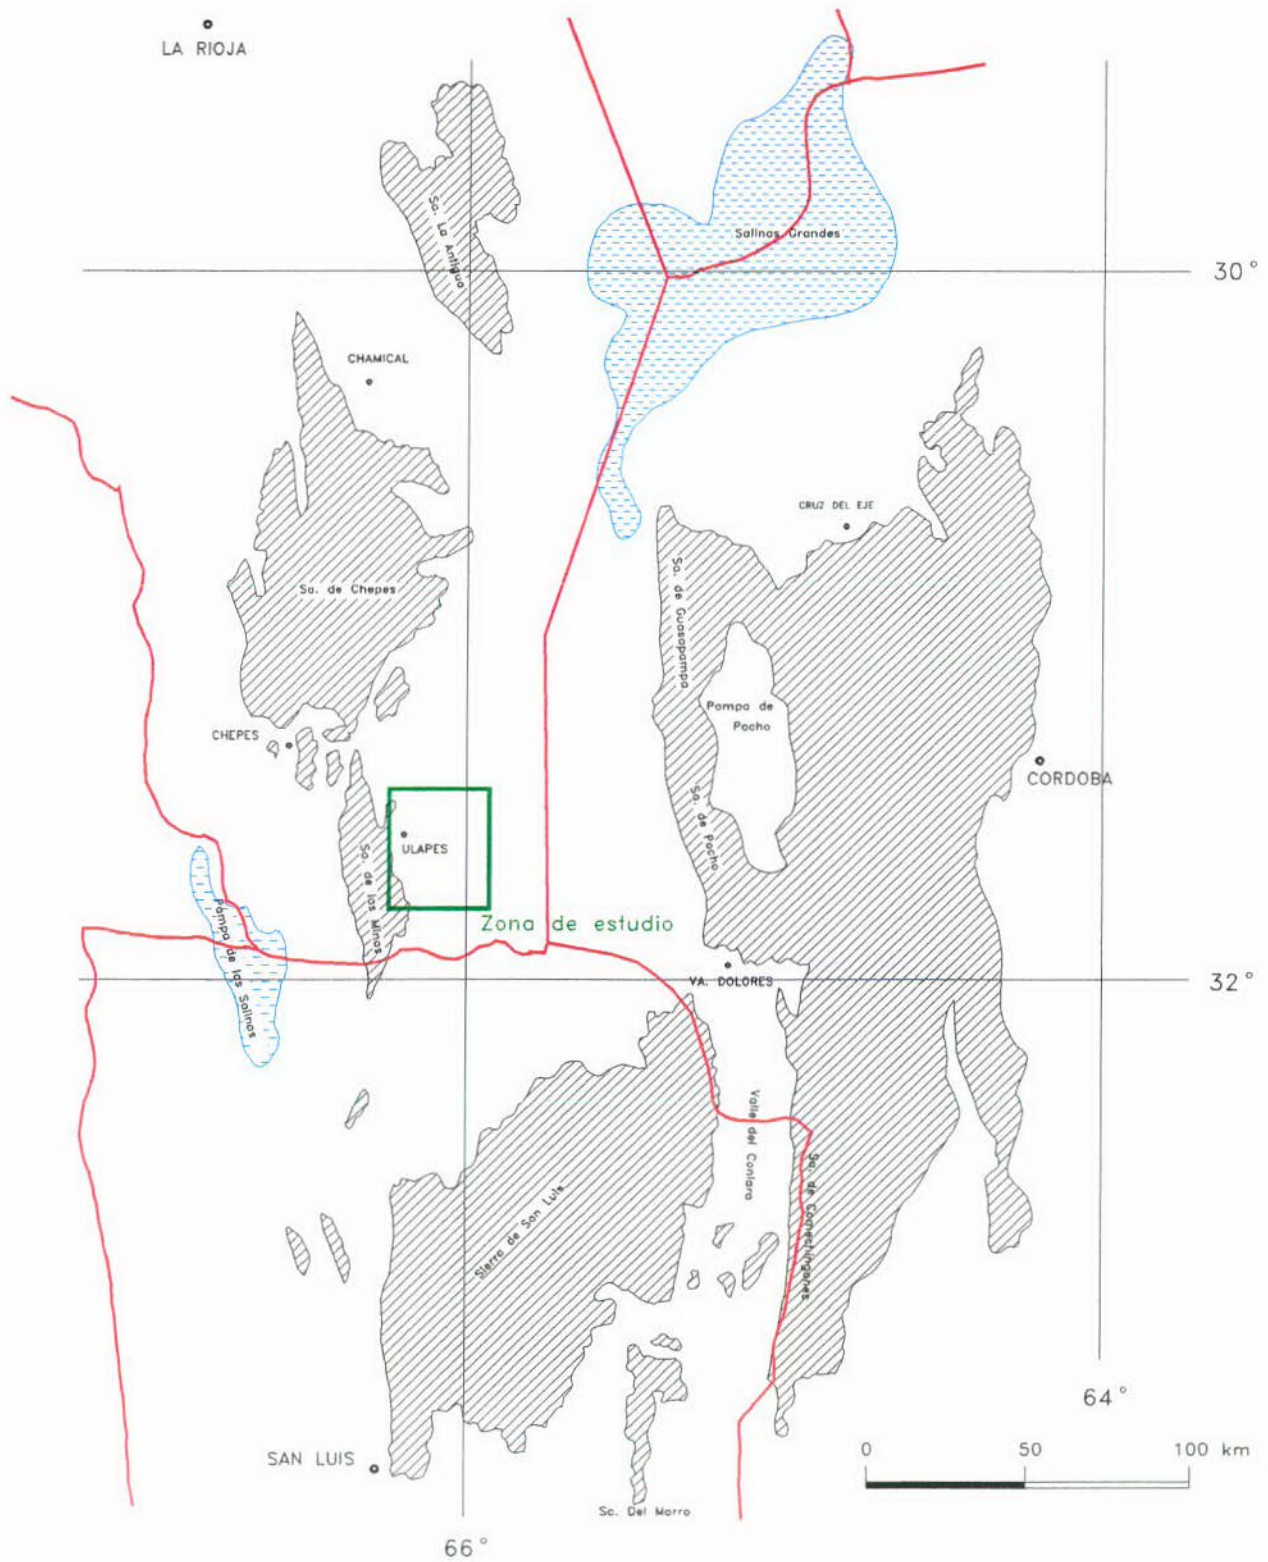 LA RIOJA
Sa. La Antigua
Salinas Grandes
30°
CHAMICAL
CRUZ DEL EJE
Sa. de Chepes
Sa. de Guasapampa
Pampa de
Pocho
CHEPES
CORDOBA
Sa. de Pocho
ULAPES
Sa. de las Minas
Pampa de las Salinas
Zona de estudio
VA. DOLORES
32°
Valle del Conlara
Sa. de Comechingones
Sierra de San Luis
64°
0 50 100 km
SAN LUIS
Sa. Del Morro
66°